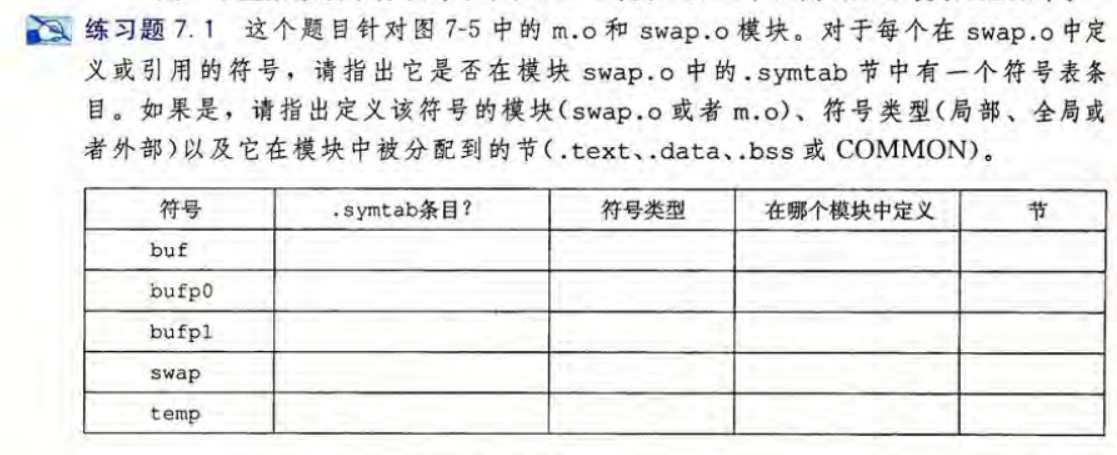 练习题 7.1 这个题目针对图 7-5 中的 m.o 和 swap.o 模块。对于每个在 swap.o 中定
义或引用的符号，请指出它是否在模块 swap.o 中的.symtab 节中有一个符号表条
目。如果是，请指出定义该符号的模块(swap.o 或者 m.o)、符号类型(局部、全局或
者外部)以及它在模块中被分配到的节(.text、.data、.bss 或 COMMON)。
符号 .symtab条目? 符号类型 在哪个模块中定义 节
buf
bufp0
bufp1
swap
temp